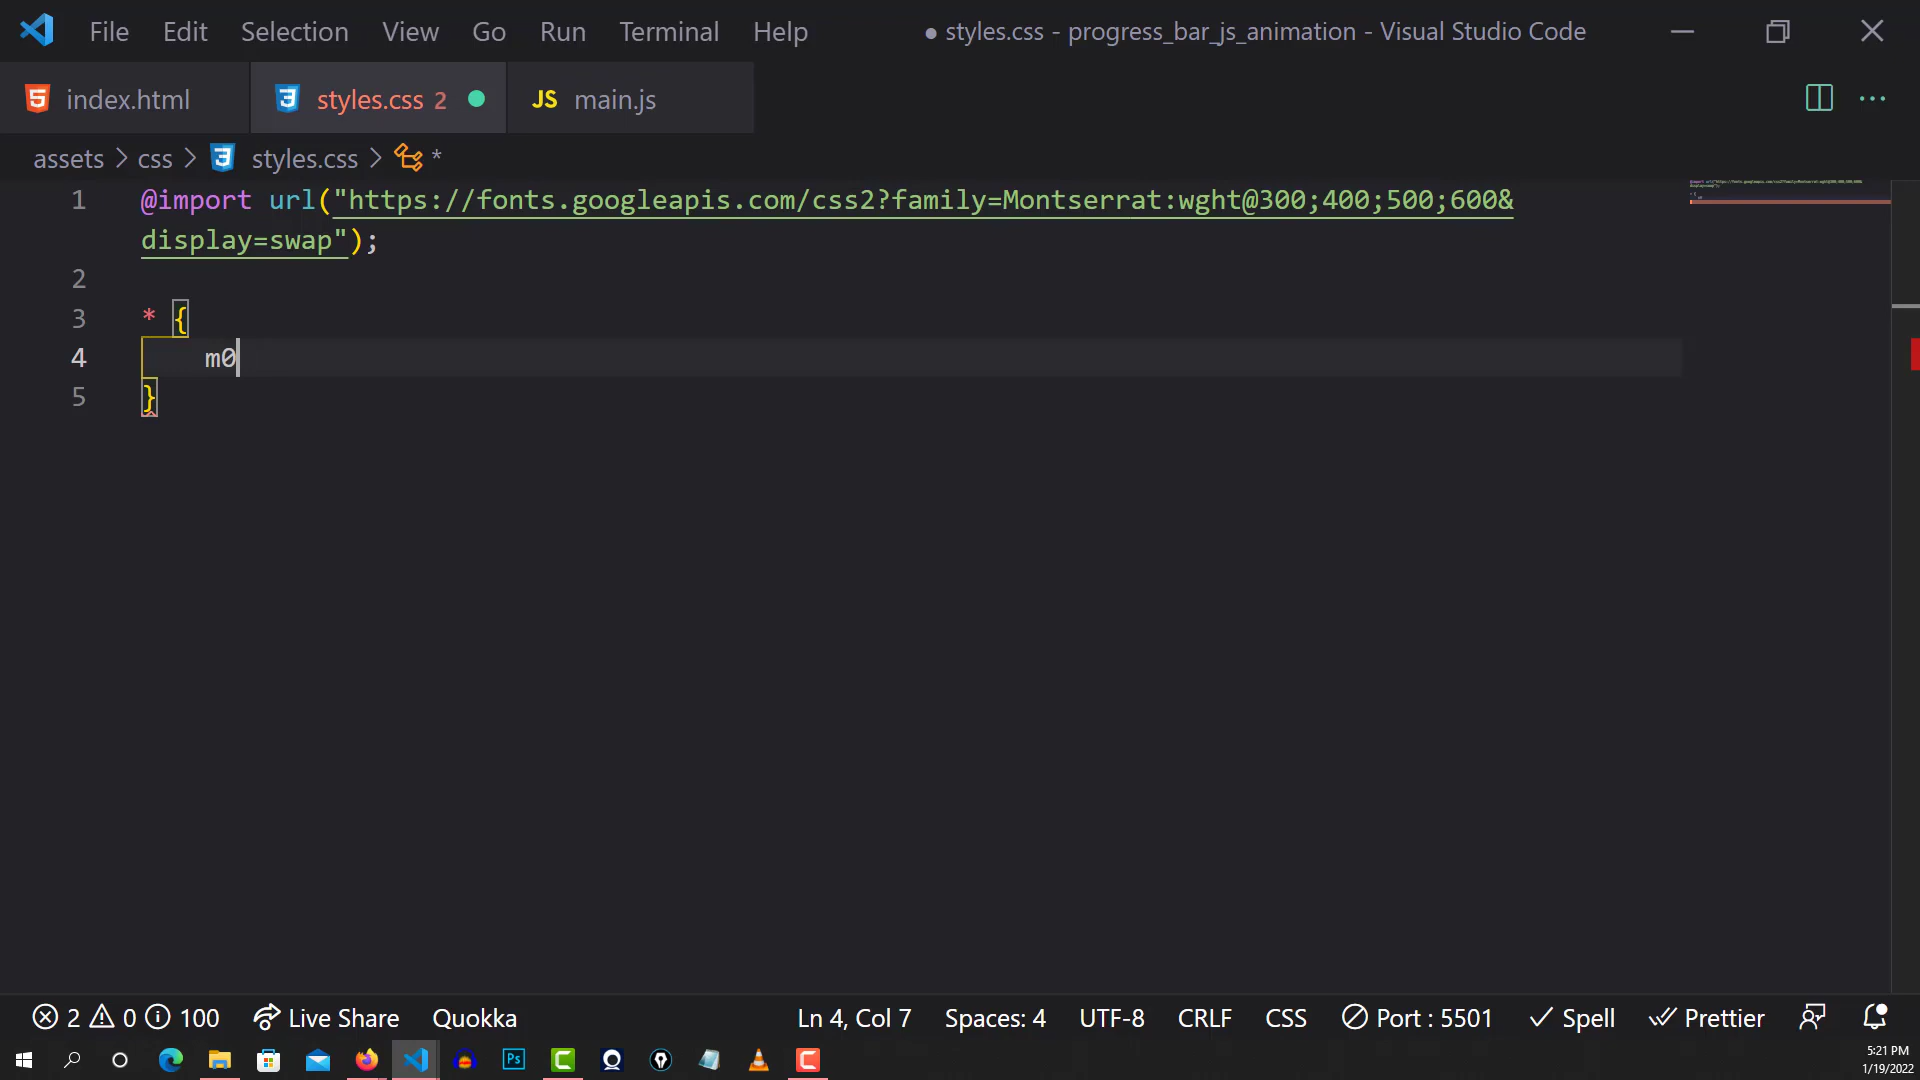 File Edit Selection View Go Run Terminal Help ● styles.css - progress_bar_js_animation - Visual Studio Code
index.html styles.css 2 JS main.js
assets > css > styles.css > *
1 @import url("https://fonts.googleapis.com/css2?family=Montserrat:wght@300;400;500;600&
display=swap");
2
3 * {
4 m0
5 }
2 0 100 Live Share Quokka Ln 4, Col 7 Spaces: 4 UTF-8 CRLF CSS Port : 5501 Spell Prettier
Ps
5:21 PM
1/19/2022